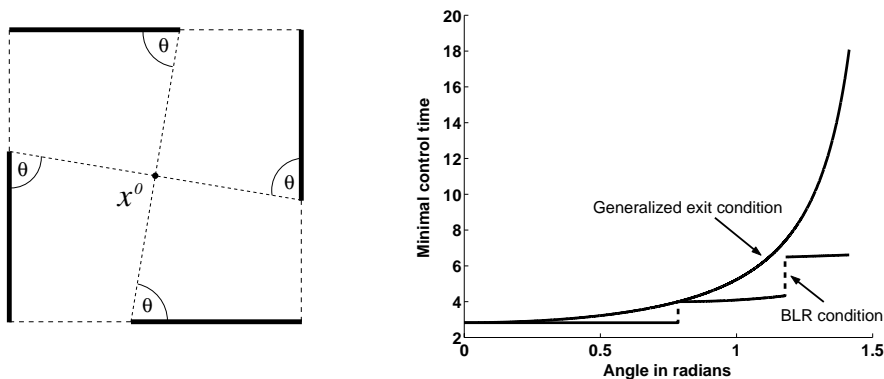 θ
θ
θ
x⁰
θ
20
18
16
14
12
10
8
6
4
2
0
0.5
1
1.5
Minimal control time
Angle in radians
Generalized exit condition
BLR condition